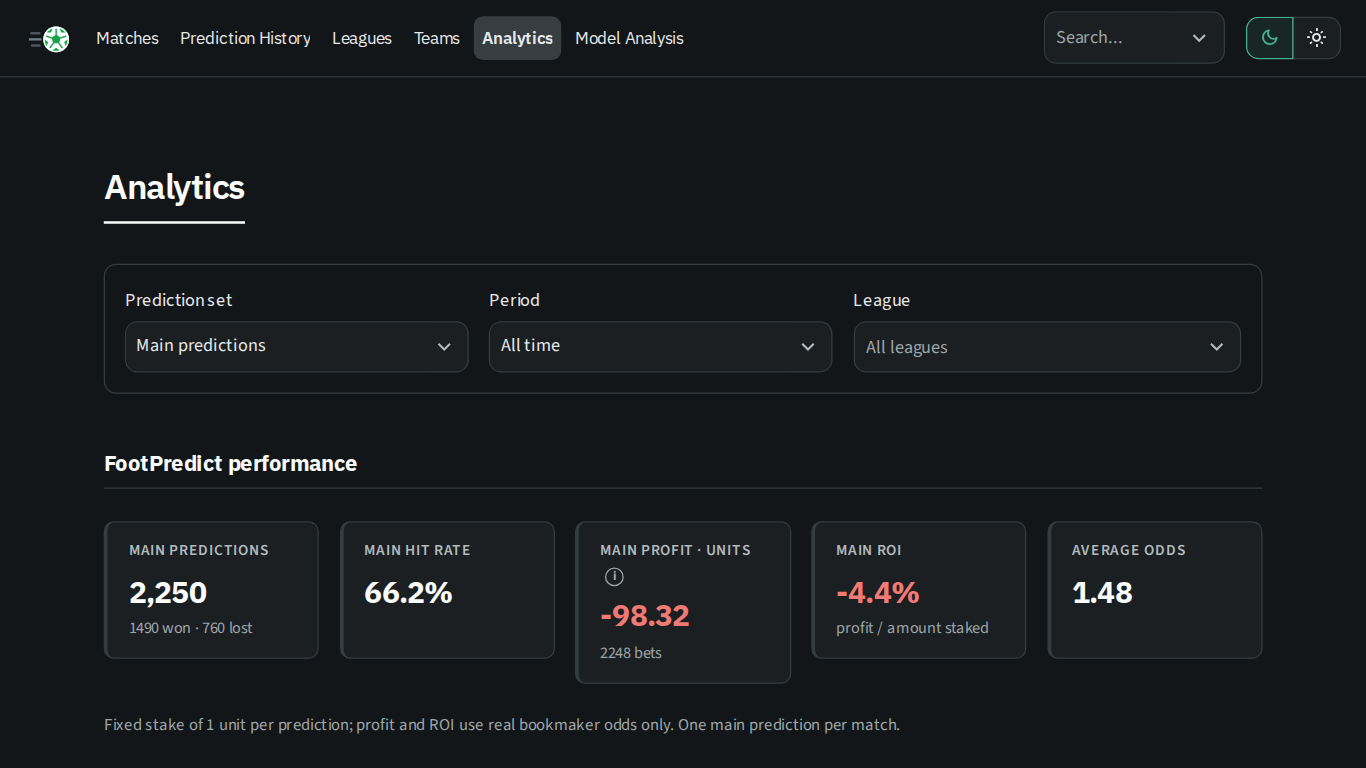 Matches Prediction History Leagues Teams Analytics Model Analysis Search...
Analytics
Prediction set Period League
Main predictions All time All leagues
FootPredict performance
MAIN PREDICTIONS MAIN HIT RATE MAIN PROFIT · UNITS MAIN ROI AVERAGE ODDS
2,250 66.2% -98.32 -4.4% 1.48
1490 won · 760 lost 2248 bets profit / amount staked
Fixed stake of 1 unit per prediction; profit and ROI use real bookmaker odds only. One main prediction per match.